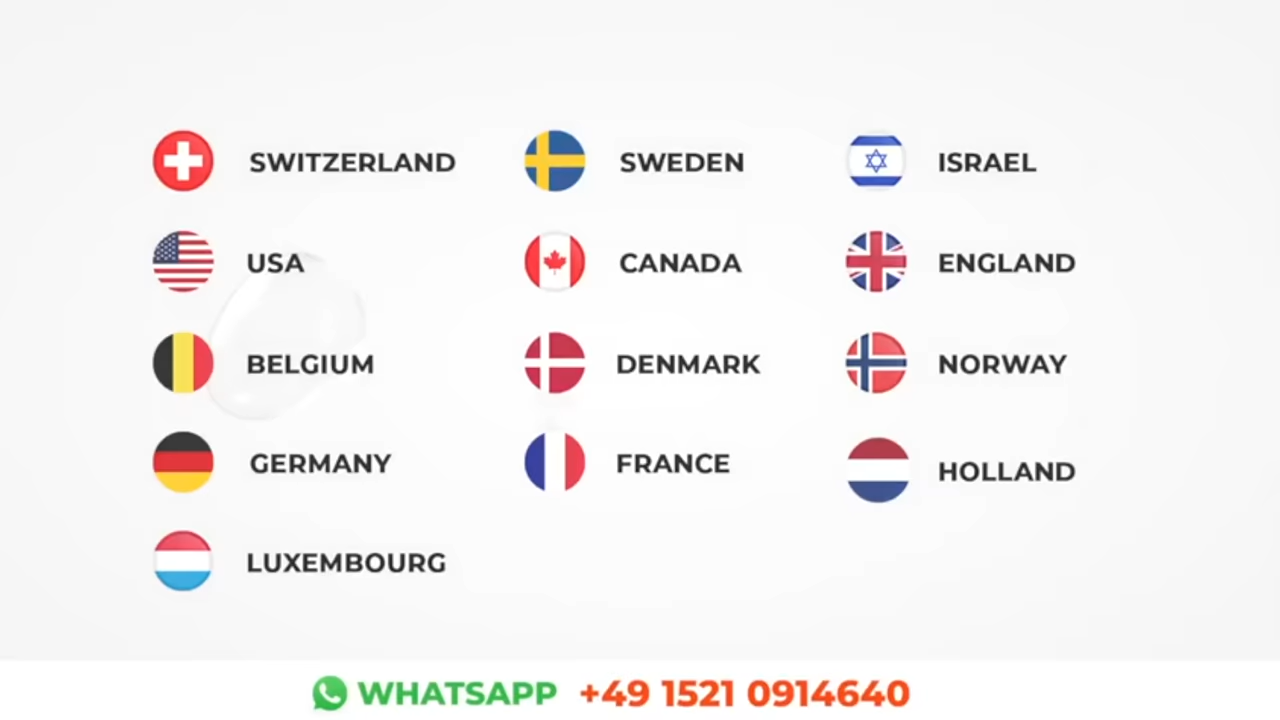 SWITZERLAND SWEDEN ISRAEL
USA CANADA ENGLAND
BELGIUM DENMARK NORWAY
GERMANY FRANCE HOLLAND
LUXEMBOURG
WHATSAPP +49 1521 0914640